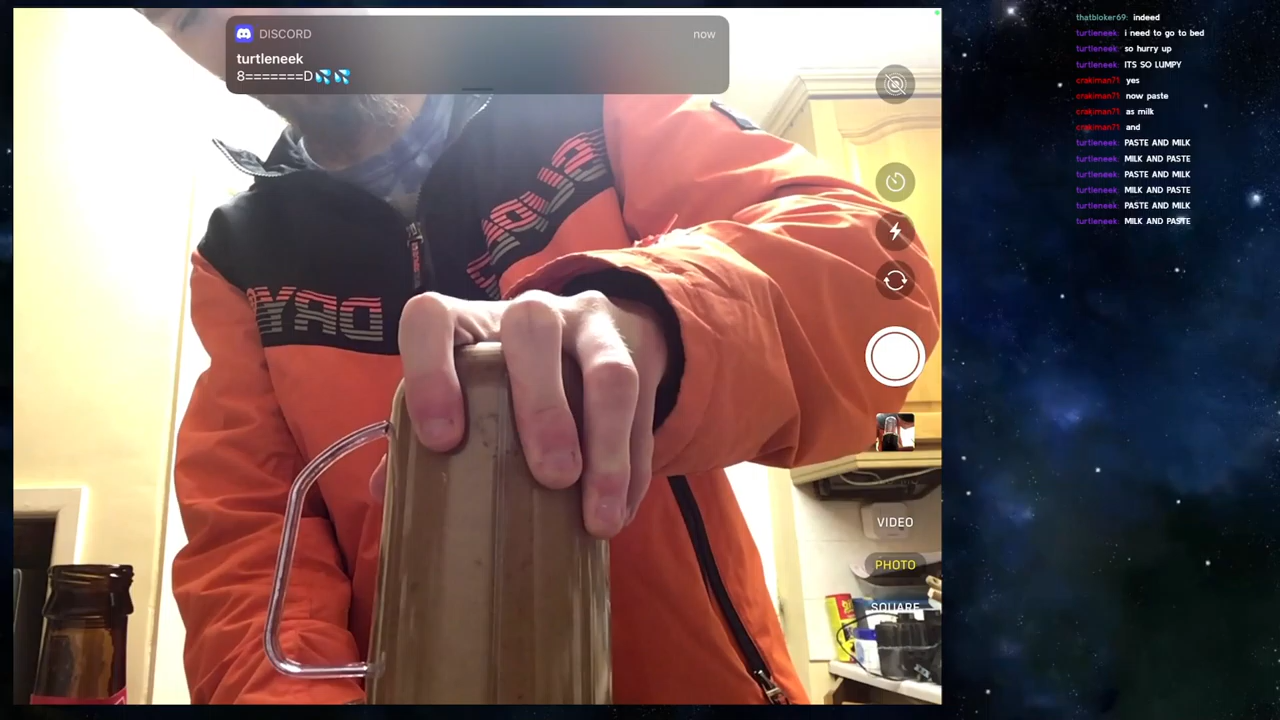 DISCORD
now
turtleneek
8=======D💦💦
VIDEO
PHOTO
SQUARE
thatbloker69: indeed
turtleneek: i need to go to bed
turtleneek: so hurry up
turtleneek: ITS SO LUMPY
crakiman71: yes
crakiman71: now paste
crakiman71: as milk
crakiman71: and
turtleneek: PASTE AND MILK
turtleneek: MILK AND PASTE
turtleneek: PASTE AND MILK
turtleneek: MILK AND PASTE
turtleneek: PASTE AND MILK
turtleneek: MILK AND PASTE